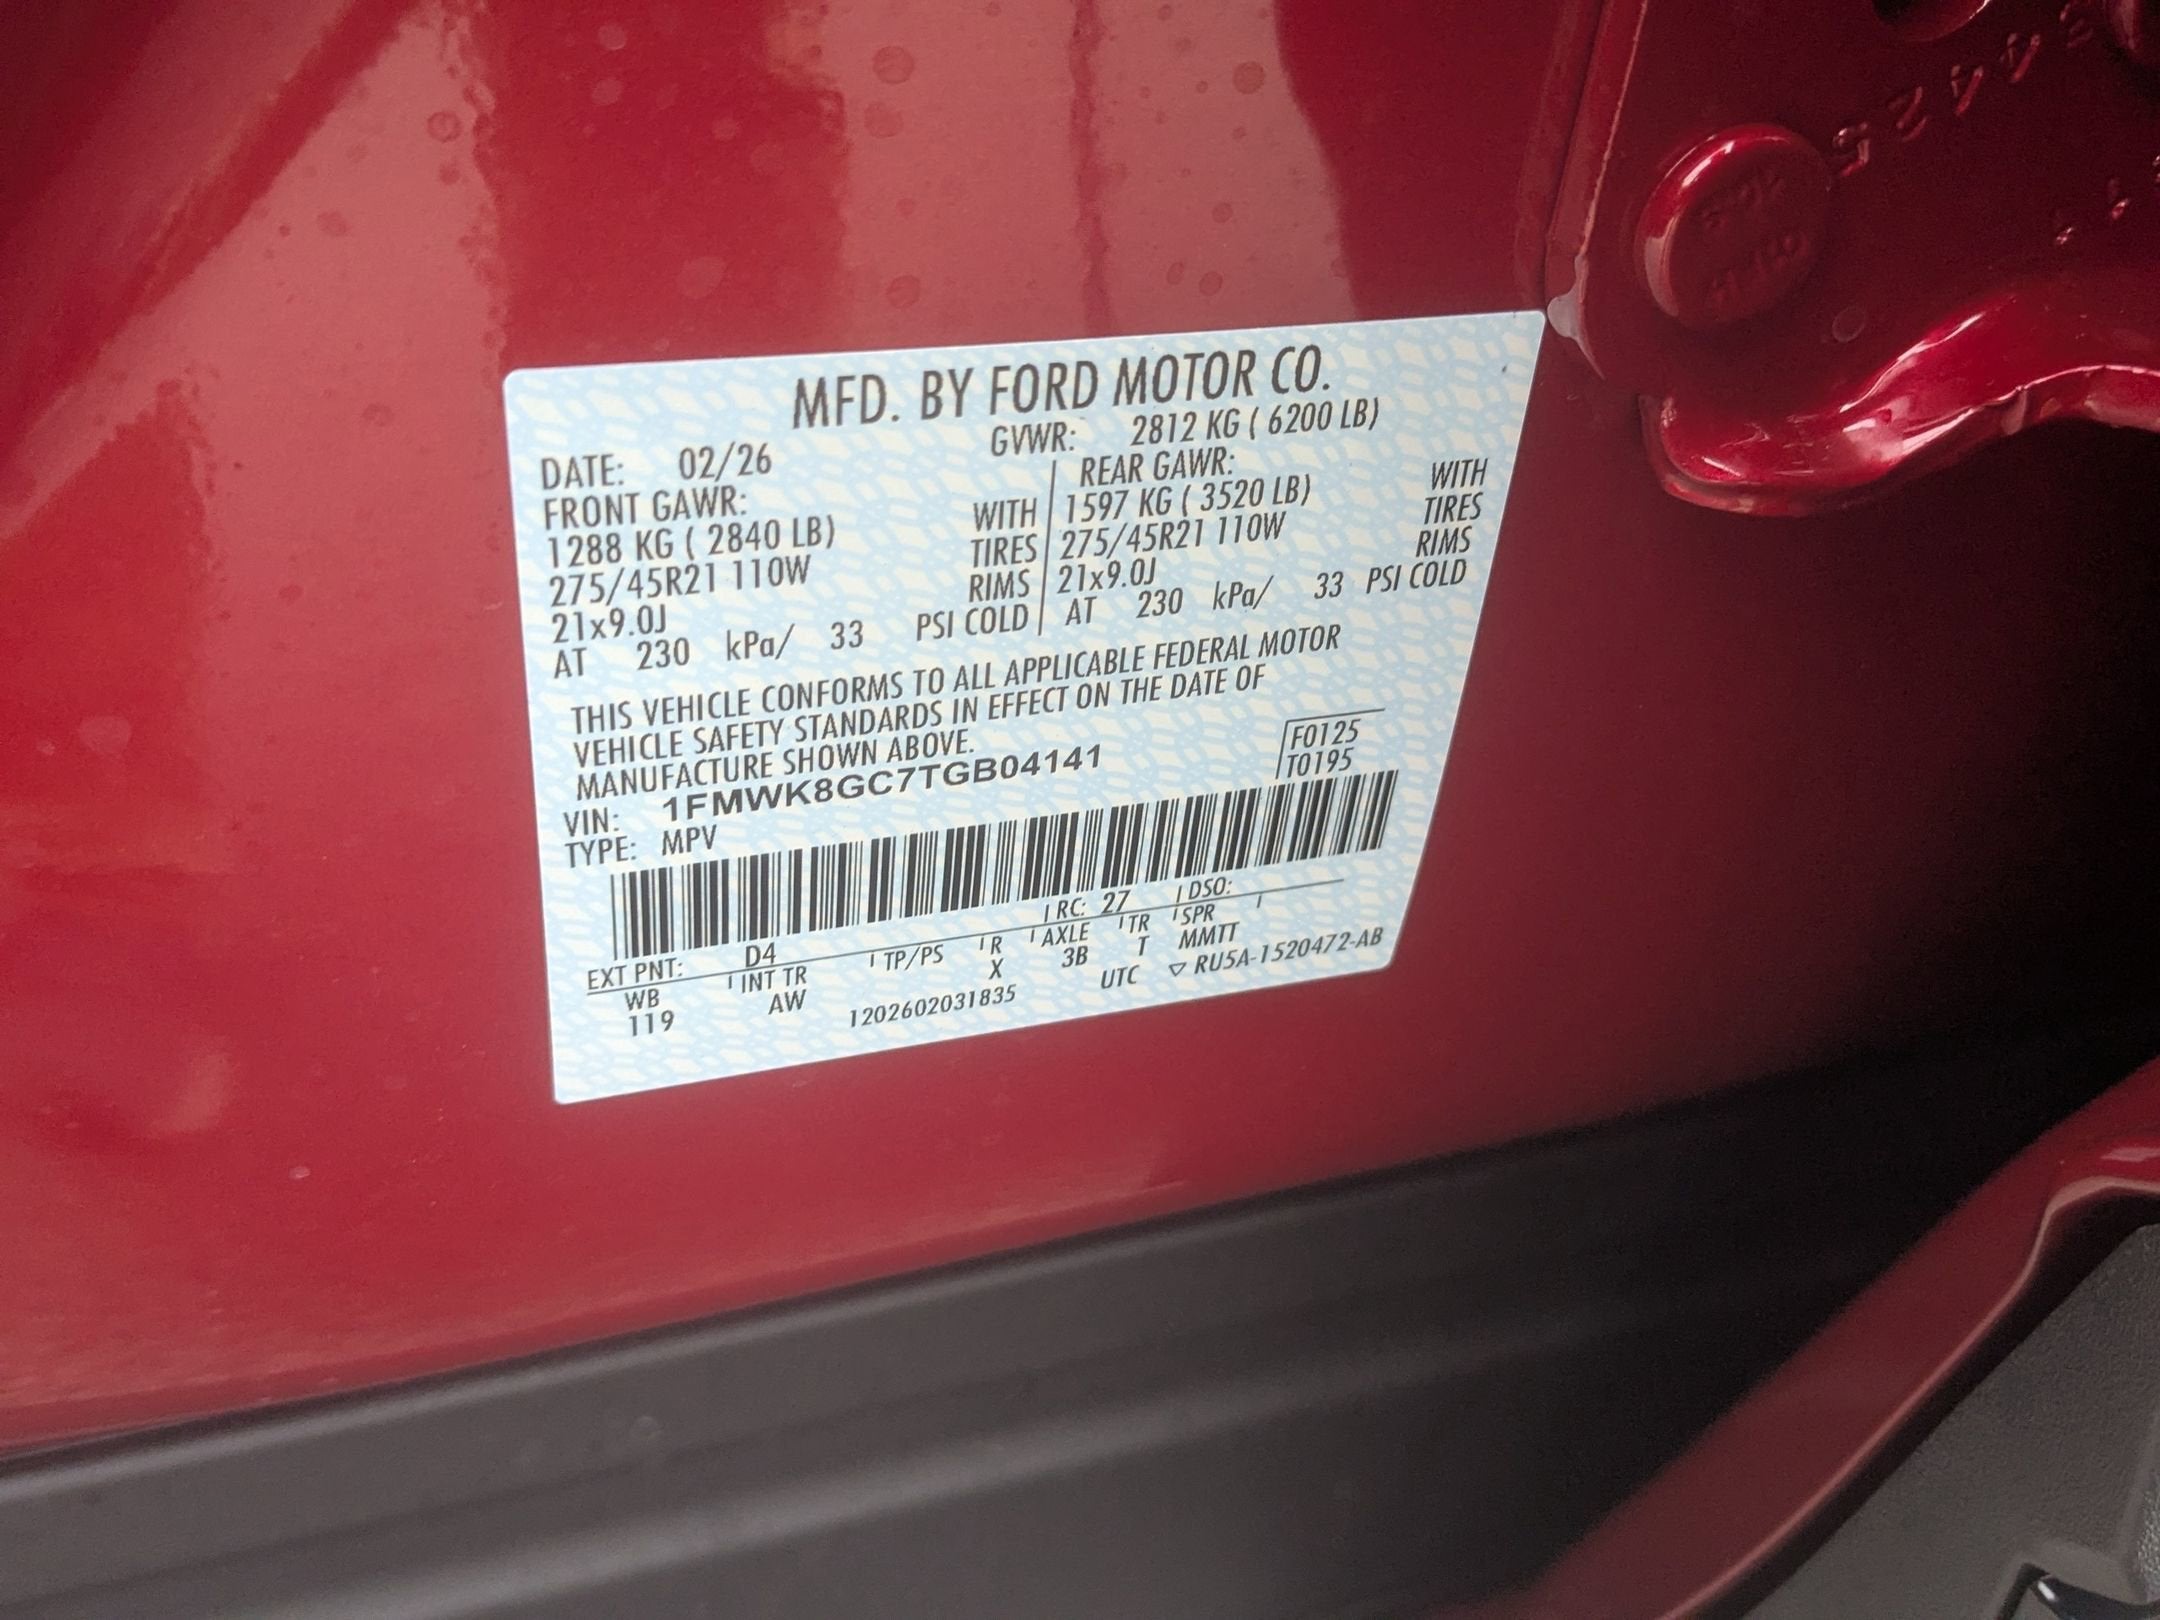 MFD. BY FORD MOTOR CO.
DATE: 02/26 GVWR: 2812 KG ( 6200 LB)
FRONT GAWR: REAR GAWR:
1288 KG ( 2840 LB) WITH 1597 KG ( 3520 LB) WITH
275/45R21 110W TIRES 275/45R21 110W TIRES
21x9.0J RIMS 21x9.0J RIMS
AT 230 kPa/ 33 PSI COLD AT 230 kPa/ 33 PSI COLD
THIS VEHICLE CONFORMS TO ALL APPLICABLE FEDERAL MOTOR
VEHICLE SAFETY STANDARDS IN EFFECT ON THE DATE OF
MANUFACTURE SHOWN ABOVE.
VIN: 1FMWK8GC7TGB04141 F0125
TYPE: MPV T0195
EXT PNT: D4 RC: 27 DSO:
WB INT TR TP/PS R AXLE TR SPR
119 AW X 3B T MMTT
1202602031835 UTC ▽ RU5A-1520472-AB